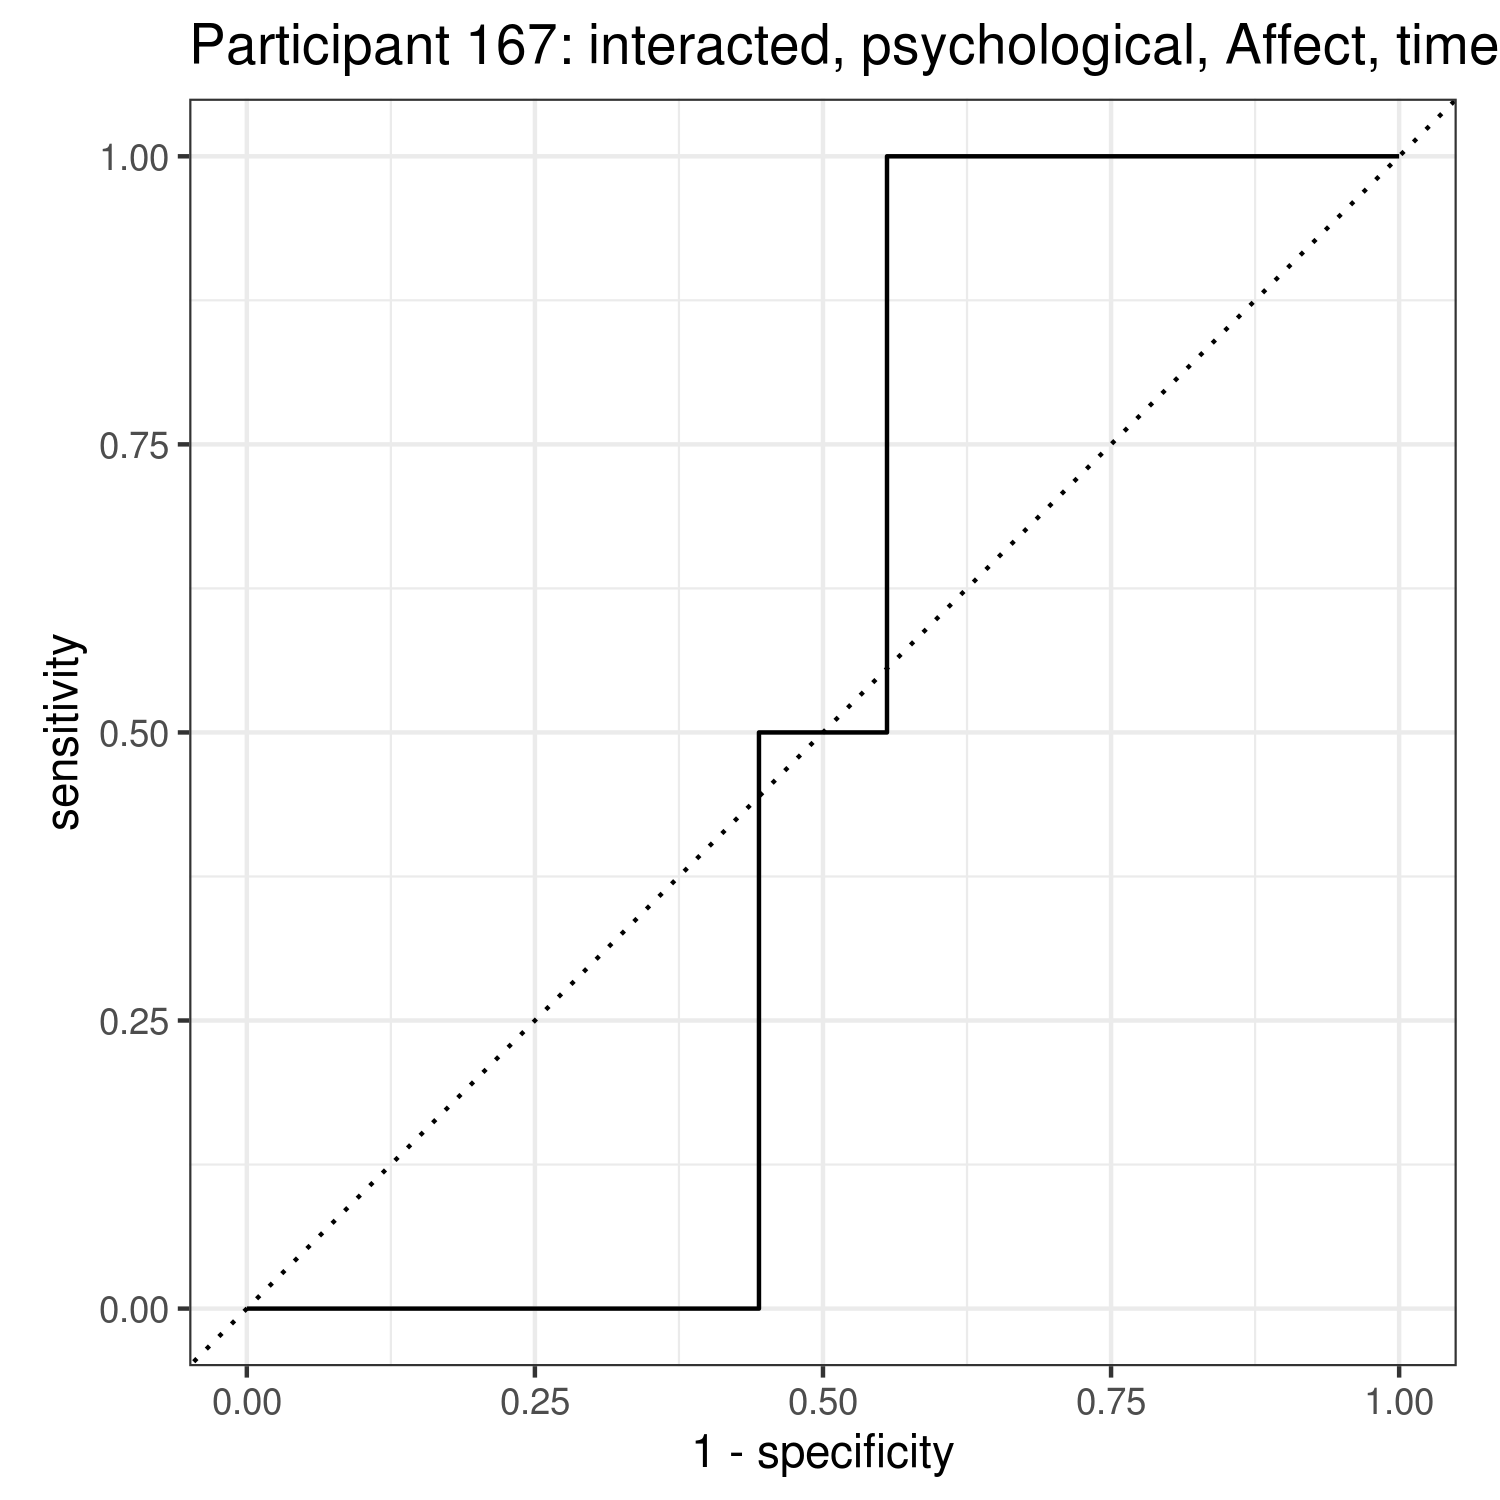 Participant 167: interacted, psychological, Affect, time
1.00
0.75
0.50
0.25
0.00
sensitivity
0.00 0.25 0.50 0.75 1.00
1 - specificity